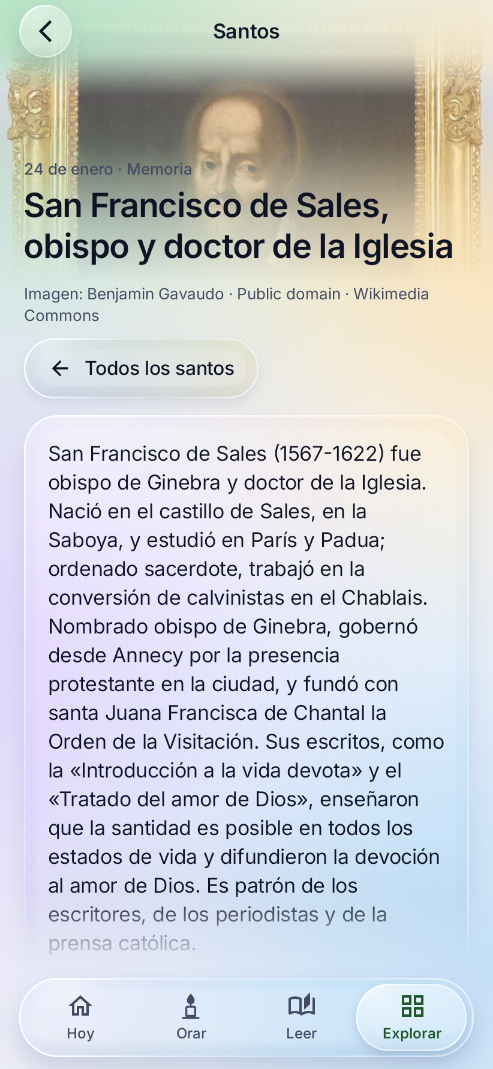 Santos
24 de enero · Memoria
San Francisco de Sales,
obispo y doctor de la Iglesia
Imagen: Benjamin Gavaudo · Public domain · Wikimedia
Commons
Todos los santos
San Francisco de Sales (1567-1622) fue
obispo de Ginebra y doctor de la Iglesia.
Nació en el castillo de Sales, en la
Saboya, y estudió en París y Padua;
ordenado sacerdote, trabajó en la
conversión de calvinistas en el Chablais.
Nombrado obispo de Ginebra, gobernó
desde Annecy por la presencia
protestante en la ciudad, y fundó con
santa Juana Francisca de Chantal la
Orden de la Visitación. Sus escritos, como
la «Introducción a la vida devota» y el
«Tratado del amor de Dios», enseñaron
que la santidad es posible en todos los
estados de vida y difundieron la devoción
al amor de Dios. Es patrón de los
escritores, de los periodistas y de la
prensa católica.
Hoy
Orar
Leer
Explorar